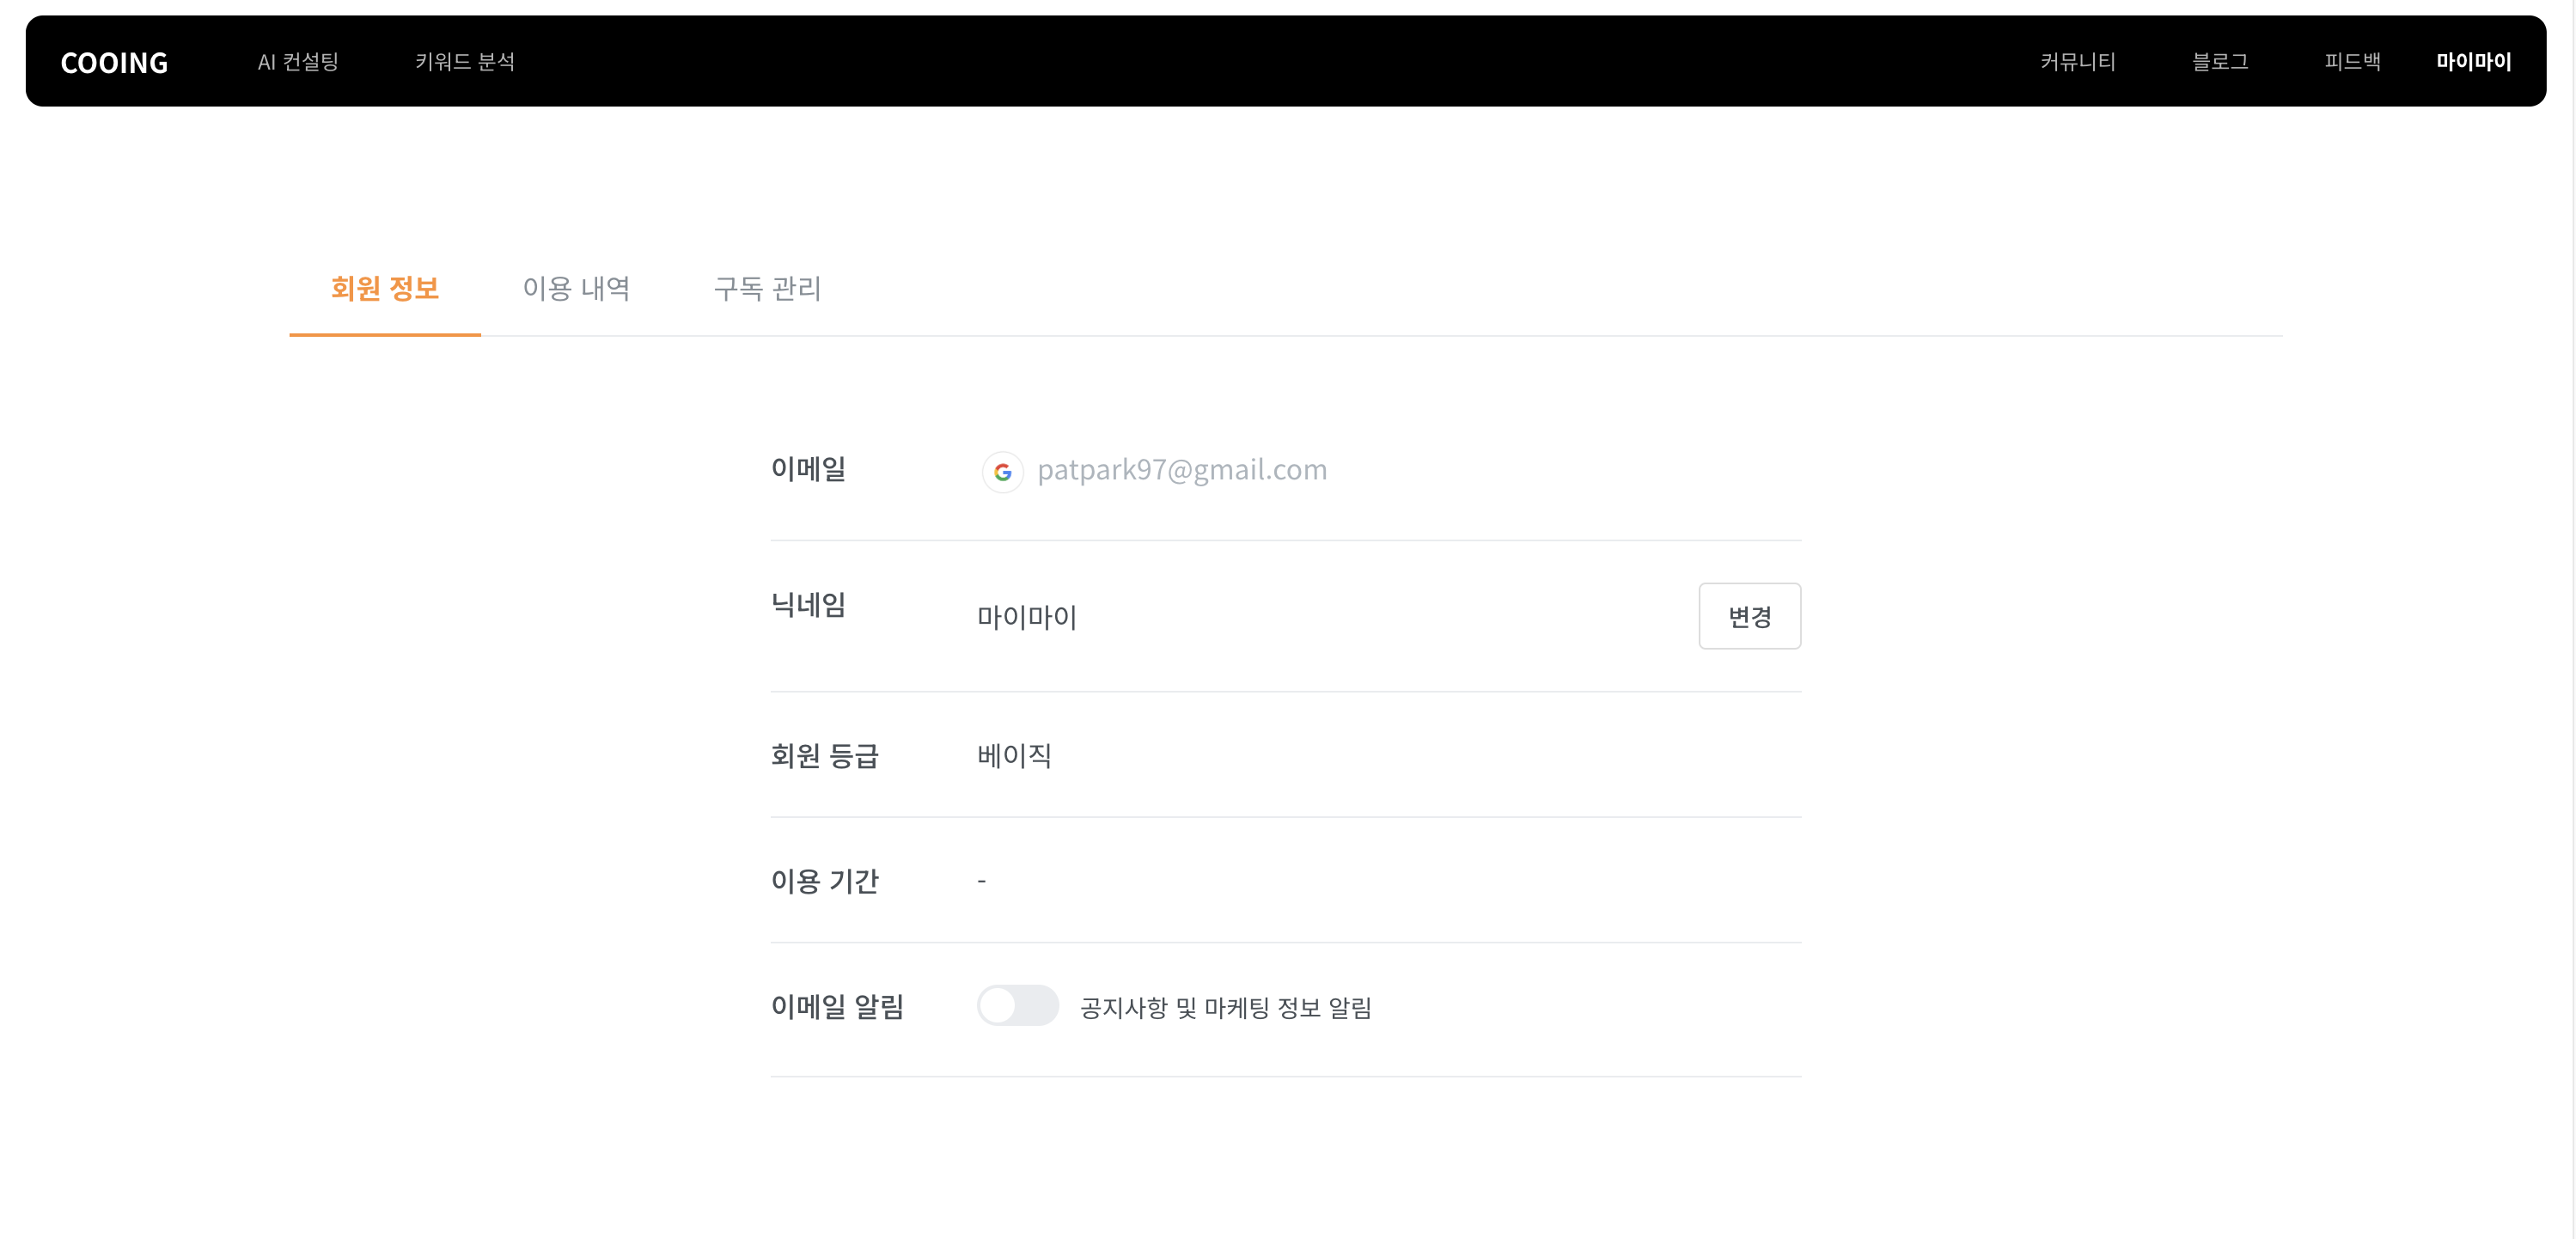 COOING AI 컨설팅 키워드 분석 커뮤니티 블로그 피드백 마이마이
회원 정보 이용 내역 구독 관리
이메일 patpark97@gmail.com
닉네임 마이마이 변경
회원 등급 베이직
이용 기간 -
이메일 알림 공지사항 및 마케팅 정보 알림